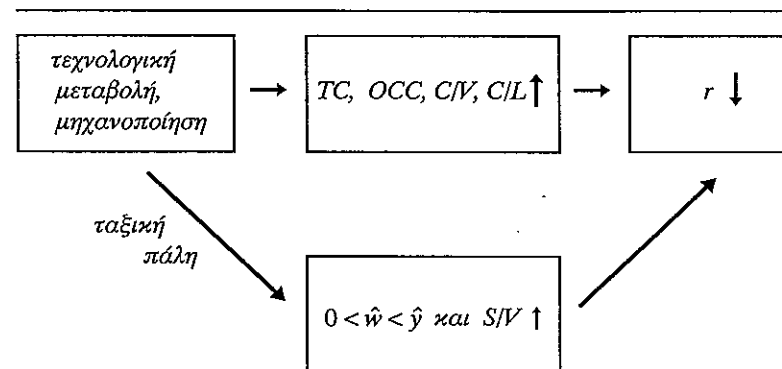 τεχνολογική
μεταβολή,
μηχανοποίηση
TC, OCC, C/V, C/L ↑
r ↓
ταξική
πάλη
0 < ŵ < ŷ και S/V ↑